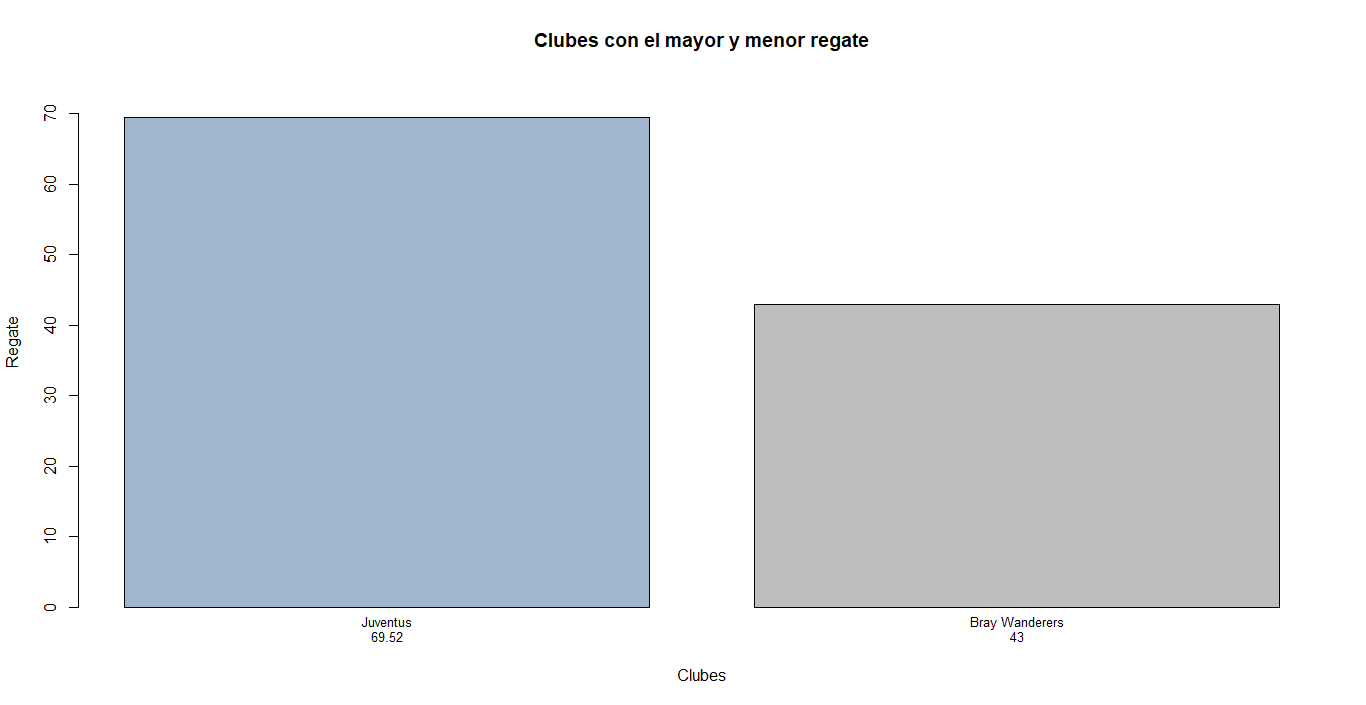 Clubes con el mayor y menor regate
Regate
70
60
50
40
30
20
10
0
Juventus
69.52
Bray Wanderers
43
Clubes